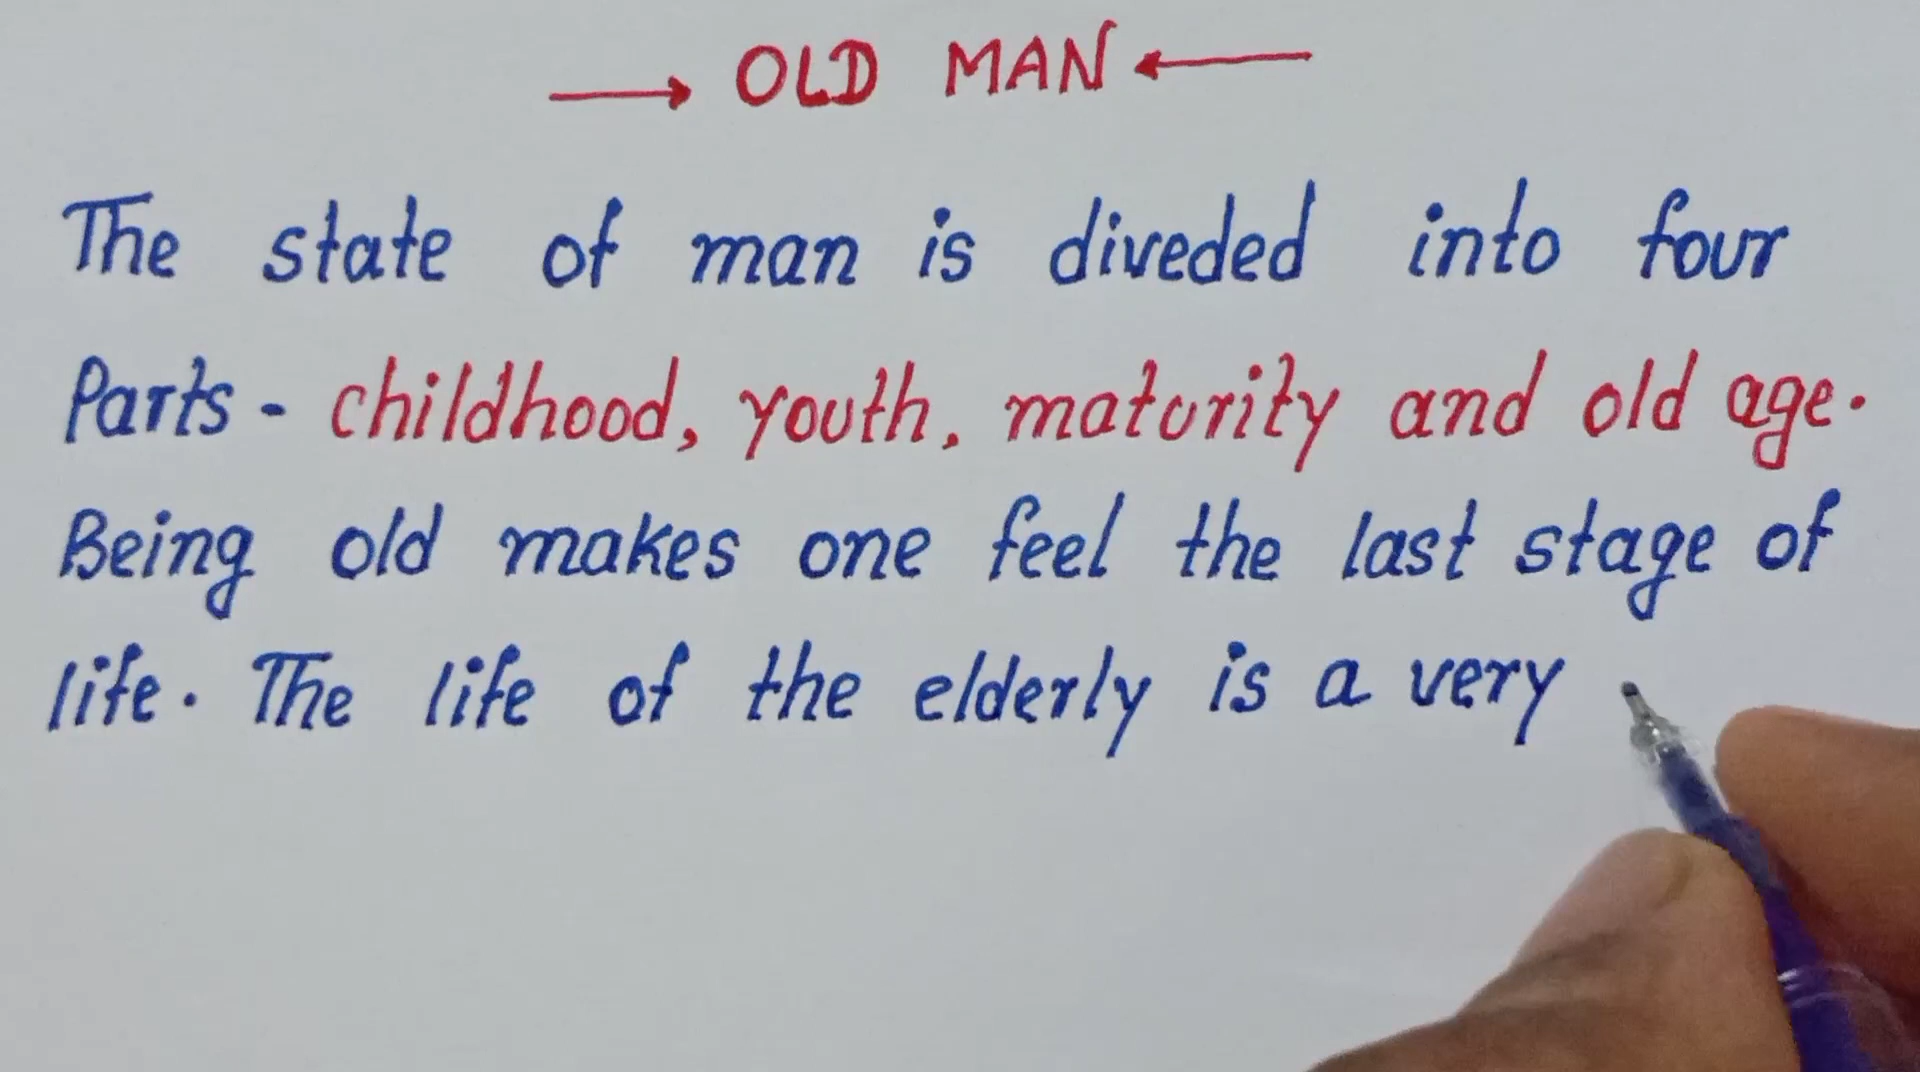 OLD MAN
The state of man is diveded into four
Parts - childhood, youth, maturity and old age.
Being old makes one feel the last stage of
life. The life of the elderly is a very